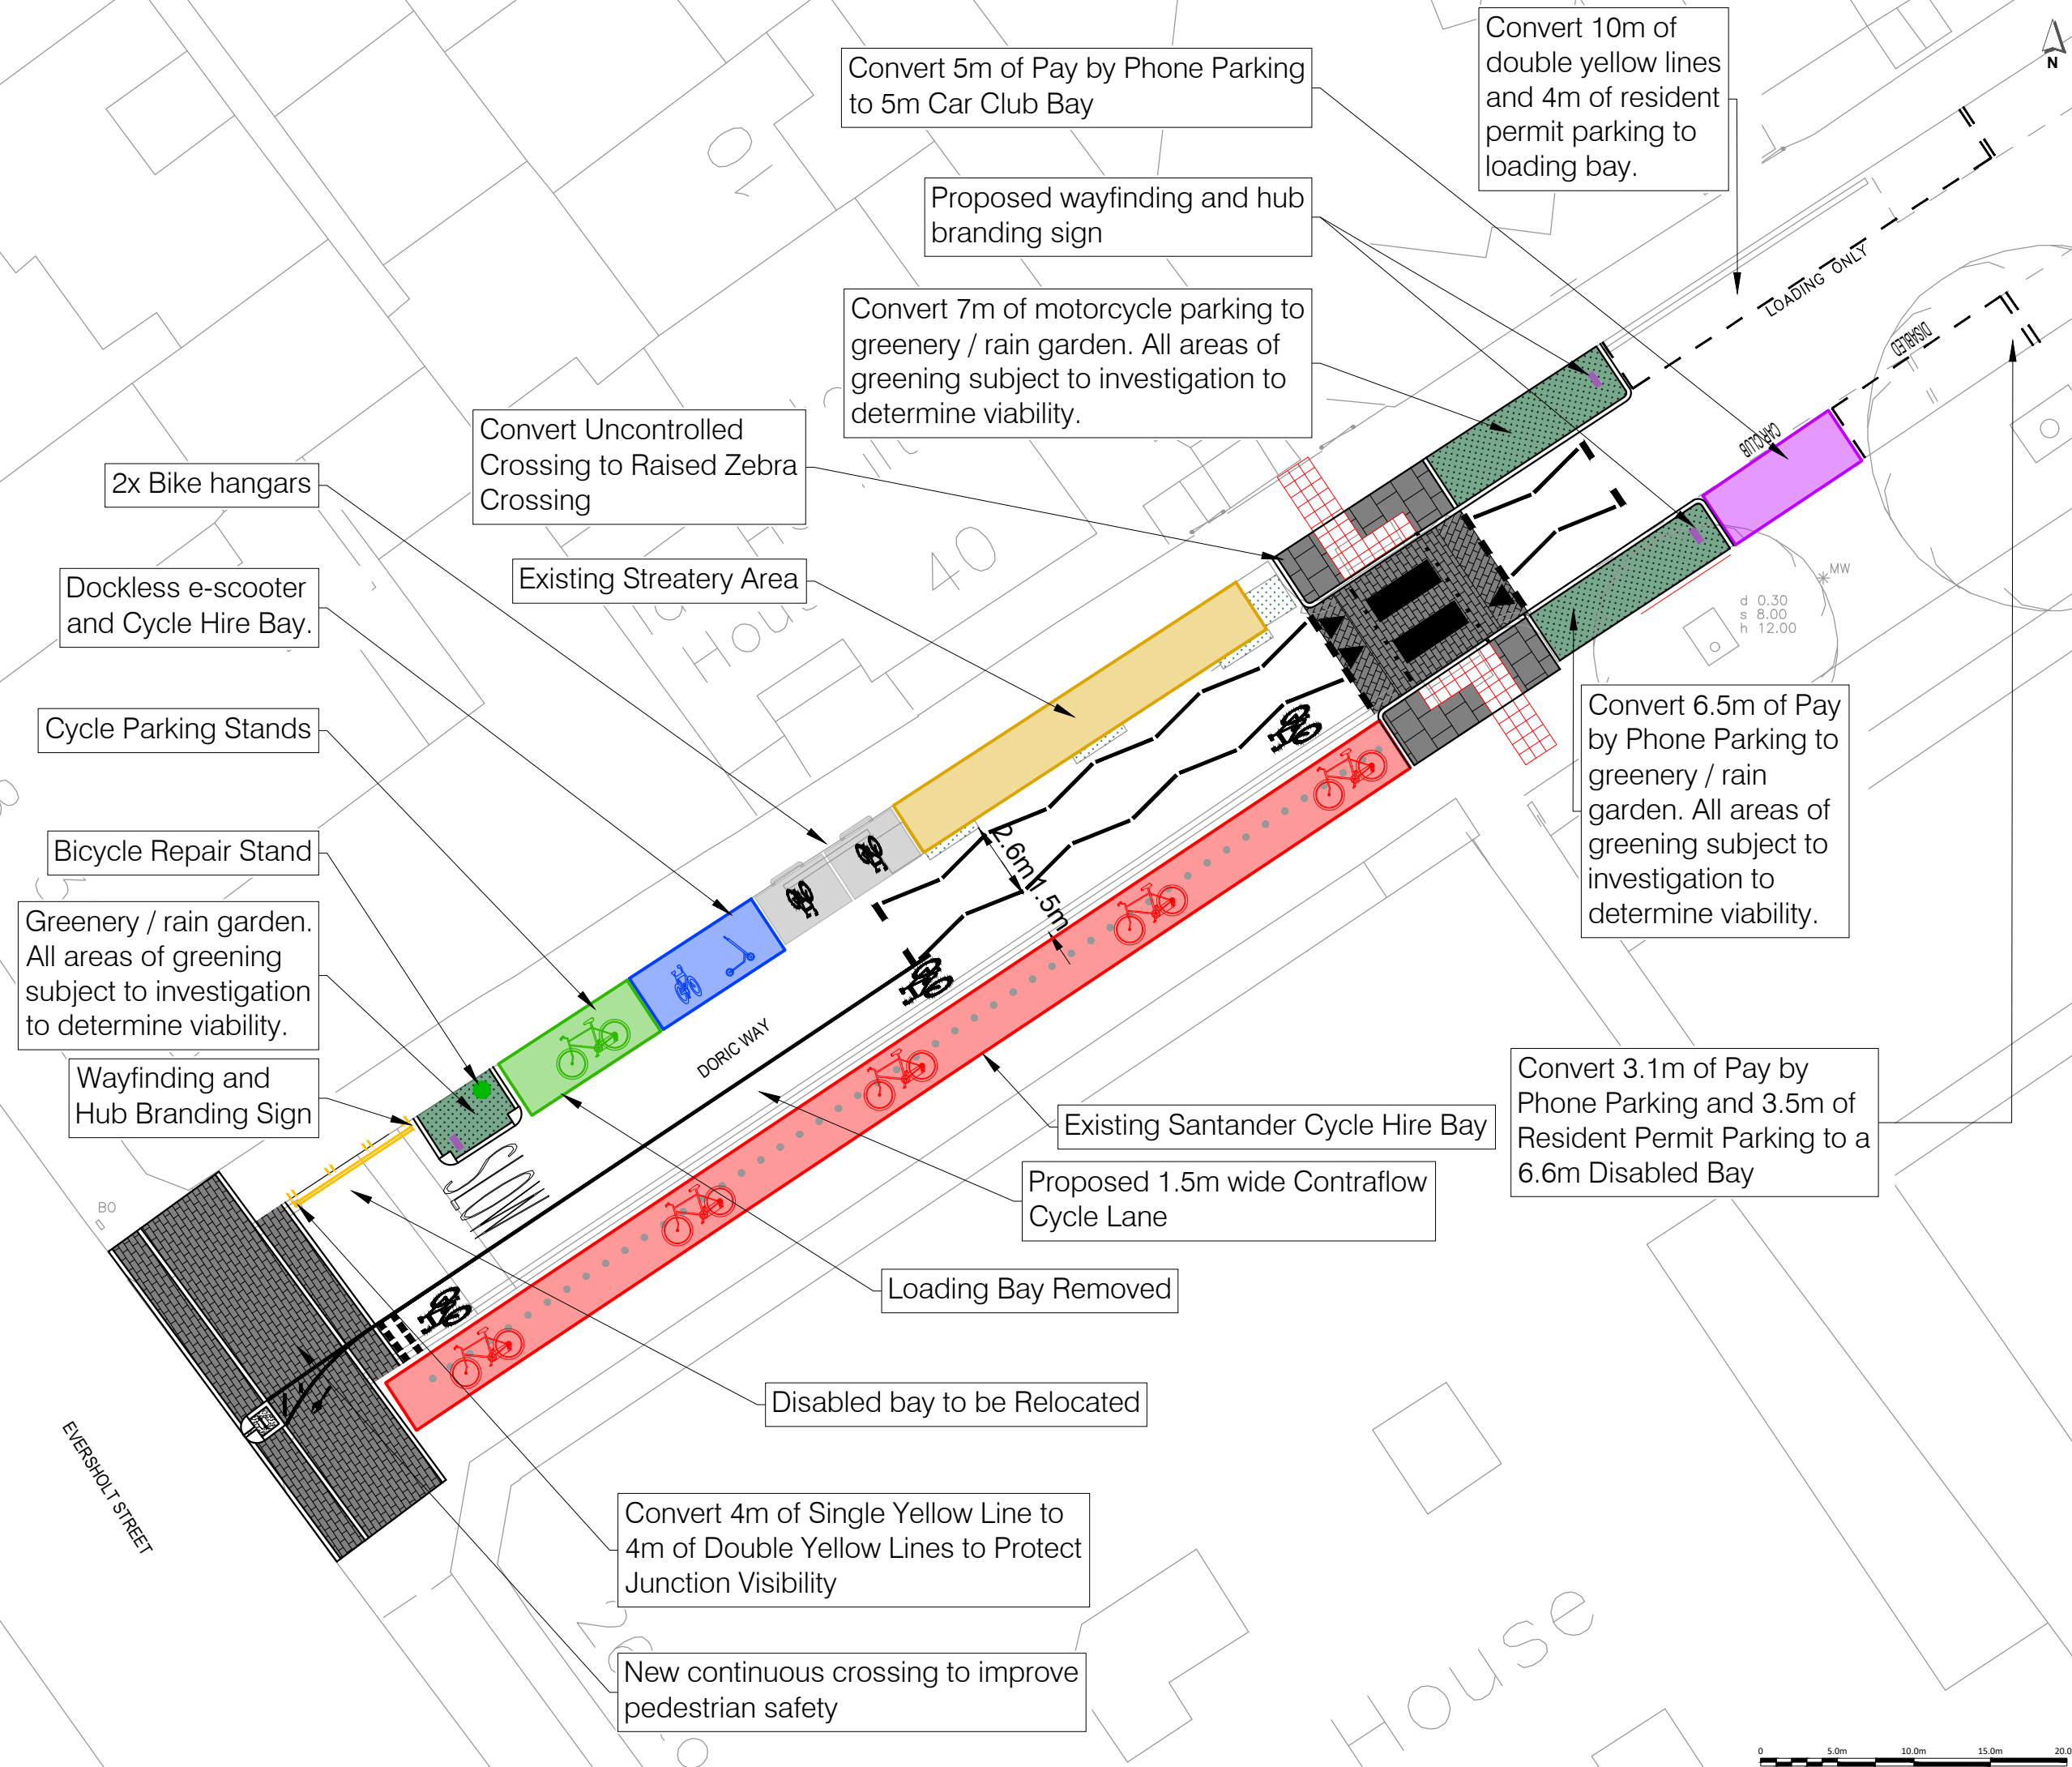 Convert 10m of
double yellow lines
and 4m of resident
permit parking to
loading bay.
N
Convert 5m of Pay by Phone Parking
to 5m Car Club Bay
Proposed wayfinding and hub
branding sign
10
LOADING ONLY
DISABLED
Convert 7m of motorcycle parking to
greenery / rain garden. All areas of
greening subject to investigation to
determine viability.
CAR CLUB
Convert Uncontrolled
Crossing to Raised Zebra
Crossing
2x Bike hangars
40
Existing Streatery Area
MW
d 0.30
s 8.00
h 12.00
Dockless e-scooter
and Cycle Hire Bay.
Cycle Parking Stands
Convert 6.5m of Pay
by Phone Parking to
greenery / rain
garden. All areas of
greening subject to
investigation to
determine viability.
Bicycle Repair Stand
2.6m
1.5m
Greenery / rain garden.
All areas of greening
subject to investigation
to determine viability.
DORIC WAY
Wayfinding and
Hub Branding Sign
SLOW
Convert 3.1m of Pay by
Phone Parking and 3.5m of
Resident Permit Parking to a
6.6m Disabled Bay
Existing Santander Cycle Hire Bay
Proposed 1.5m wide Contraflow
Cycle Lane
BO
Loading Bay Removed
Disabled bay to be Relocated
EVERSHOLT STREET
Convert 4m of Single Yellow Line to
4m of Double Yellow Lines to Protect
Junction Visibility
House
New continuous crossing to improve
pedestrian safety
0 5.0m 10.0m 15.0m 20.0